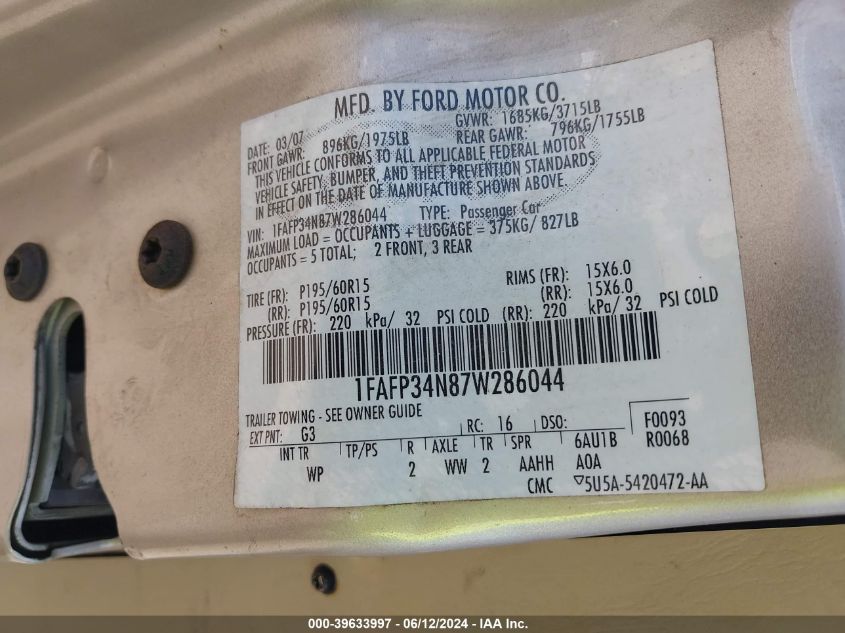 MFD. BY FORD MOTOR CO.
DATE: 03/07 GVWR: 1685KG/3715LB
FRONT GAWR: 896KG/1975LB REAR GAWR: 796KG/1755LB
THIS VEHICLE CONFORMS TO ALL APPLICABLE FEDERAL MOTOR
VEHICLE SAFETY, BUMPER, AND THEFT PREVENTION STANDARDS
IN EFFECT ON THE DATE OF MANUFACTURE SHOWN ABOVE.
VIN: 1FAFP34N87W286044 TYPE: Passenger Car
MAXIMUM LOAD = OCCUPANTS + LUGGAGE = 375KG/ 827LB
OCCUPANTS = 5 TOTAL; 2 FRONT, 3 REAR
TIRE (FR): P195/60R15 RIMS (FR): 15X6.0
(RR): P195/60R15 (RR): 15X6.0
PRESSURE (FR): 220 kPa/ 32 PSI COLD (RR): 220 kPa/ 32 PSI COLD
1FAFP34N87W286044
TRAILER TOWING - SEE OWNER GUIDE
EXT PNT: G3 RC: 16 DSO: F0093
INT TR TP/PS R AXLE TR SPR 6AU1B R0068
WP 2 WW 2 AAHH A0A
CMC ▽5U5A-5420472-AA
000-39633997 - 06/12/2024 - IAA Inc.